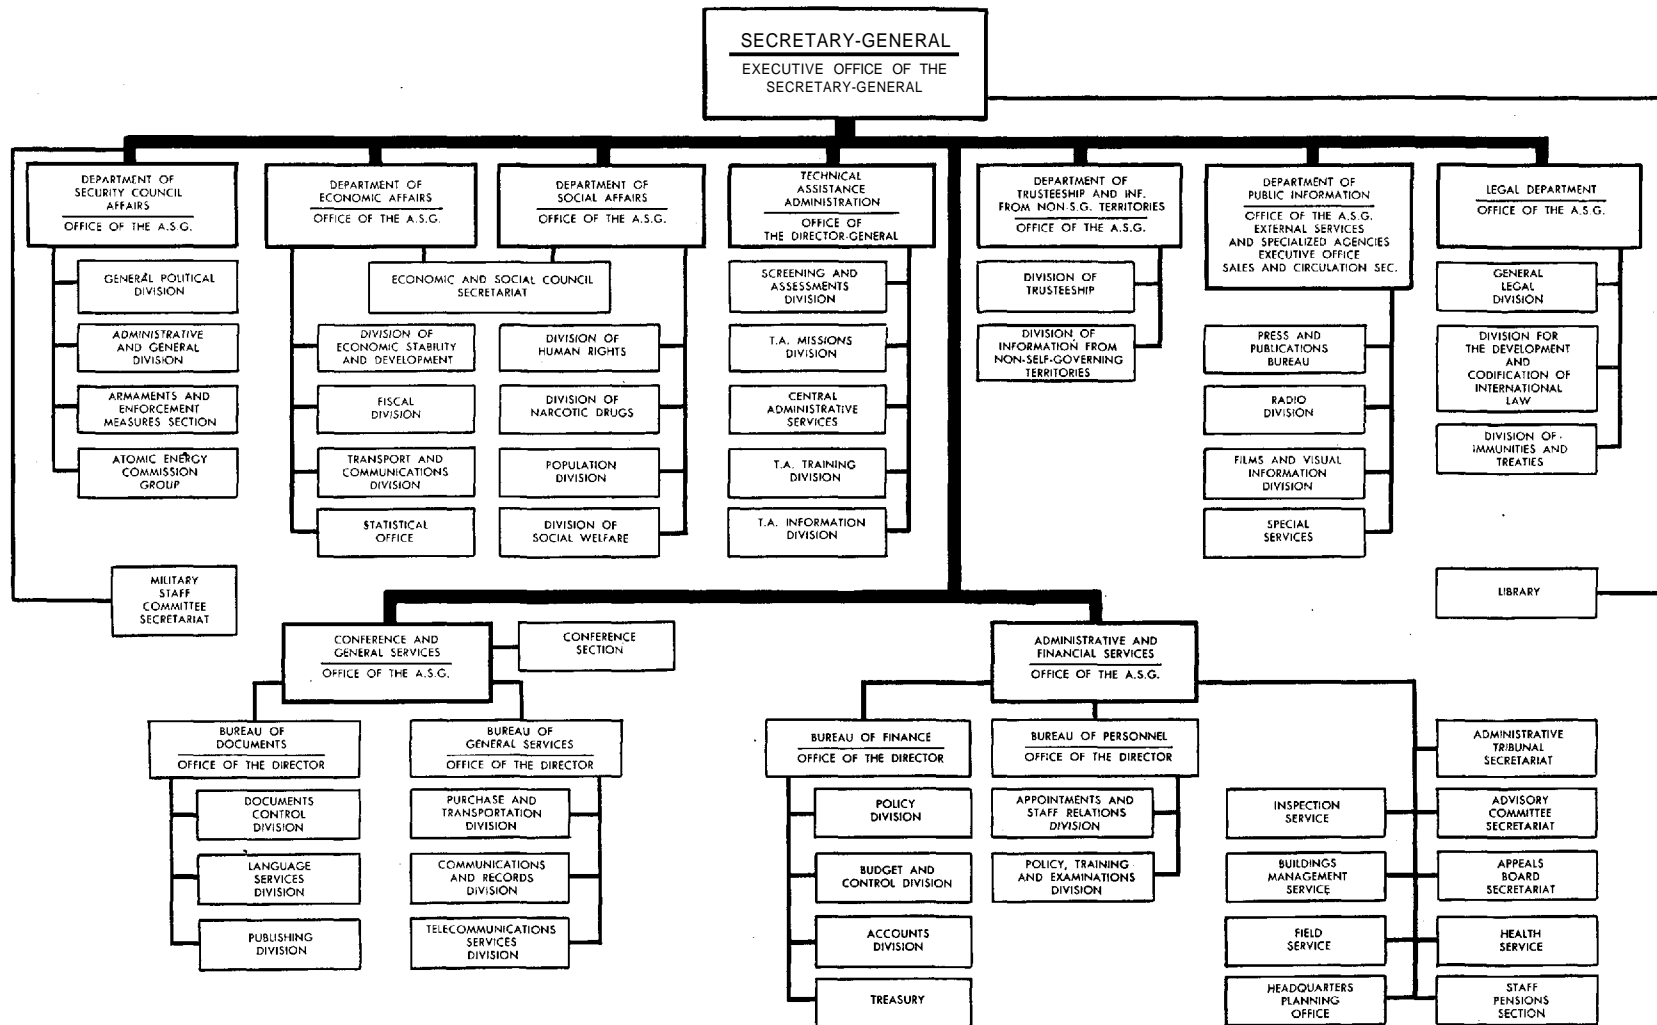 SECRETARY-GENERAL
EXECUTIVE OFFICE OF THE
SECRETARY-GENERAL
DEPARTMENT OF
SECURITY COUNCIL
AFFAIRS
OFFICE OF THE A.S.G.
GENERAL POLITICAL
DIVISION
ADMINISTRATIVE
AND GENERAL
DIVISION
ARMAMENTS AND
ENFORCEMENT
MEASURES SECTION
ATOMIC ENERGY
COMMISSION
GROUP
MILITARY
STAFF
COMMITTEE
SECRETARIAT
DEPARTMENT OF
ECONOMIC AFFAIRS
OFFICE OF THE A.S.G.
DEPARTMENT OF
SOCIAL AFFAIRS
OFFICE OF THE A.S.G.
ECONOMIC AND SOCIAL COUNCIL
SECRETARIAT
DIVISION OF
ECONOMIC STABILITY
AND DEVELOPMENT
FISCAL
DIVISION
TRANSPORT AND
COMMUNICATIONS
DIVISION
STATISTICAL
OFFICE
DIVISION OF
HUMAN RIGHTS
DIVISION OF
NARCOTIC DRUGS
POPULATION
DIVISION
DIVISION OF
SOCIAL WELFARE
TECHNICAL
ASSISTANCE
ADMINISTRATION
OFFICE OF
THE DIRECTOR-GENERAL
SCREENING AND
ASSESSMENTS
DIVISION
T.A. MISSIONS
DIVISION
CENTRAL
ADMINISTRATIVE
SERVICES
T.A. TRAINING
DIVISION
T.A. INFORMATION
DIVISION
DEPARTMENT OF
TRUSTEESHIP AND INF.
FROM NON-S.G. TERRITORIES
OFFICE OF THE A.S.G.
DIVISION OF
TRUSTEESHIP
DIVISION OF
INFORMATION FROM
NON-SELF-GOVERNING
TERRITORIES
DEPARTMENT OF
PUBLIC INFORMATION
OFFICE OF THE A.S.G.
EXTERNAL SERVICES
AND SPECIALIZED AGENCIES
EXECUTIVE OFFICE
SALES AND CIRCULATION SEC.
PRESS AND
PUBLICATIONS
BUREAU
RADIO
DIVISION
FILMS AND VISUAL
INFORMATION
DIVISION
SPECIAL
SERVICES
LEGAL DEPARTMENT
OFFICE OF THE A.S.G.
GENERAL
LEGAL
DIVISION
DIVISION FOR
THE DEVELOPMENT
AND
CODIFICATION OF
INTERNATIONAL
LAW
DIVISION OF
IMMUNITIES AND
TREATIES
LIBRARY
CONFERENCE AND
GENERAL SERVICES
OFFICE OF THE A.S.G.
CONFERENCE
SECTION
BUREAU OF
DOCUMENTS
OFFICE OF THE DIRECTOR
DOCUMENTS
CONTROL
DIVISION
LANGUAGE
SERVICES
DIVISION
PUBLISHING
DIVISION
BUREAU OF
GENERAL SERVICES
OFFICE OF THE DIRECTOR
PURCHASE AND
TRANSPORTATION
DIVISION
COMMUNICATIONS
AND RECORDS
DIVISION
TELECOMMUNICATIONS
SERVICES
DIVISION
ADMINISTRATIVE AND
FINANCIAL SERVICES
OFFICE OF THE A.S.G.
BUREAU OF FINANCE
OFFICE OF THE DIRECTOR
POLICY
DIVISION
BUDGET AND
CONTROL DIVISION
ACCOUNTS
DIVISION
TREASURY
BUREAU OF PERSONNEL
OFFICE OF THE DIRECTOR
APPOINTMENTS AND
STAFF RELATIONS
DIVISION
POLICY, TRAINING
AND EXAMINATIONS
DIVISION
INSPECTION
SERVICE
BUILDINGS
MANAGEMENT
SERVICE
FIELD
SERVICE
HEADQUARTERS
PLANNING
OFFICE
ADMINISTRATIVE
TRIBUNAL
SECRETARIAT
ADVISORY
COMMITTEE
SECRETARIAT
APPEALS
BOARD
SECRETARIAT
HEALTH
SERVICE
STAFF
PENSIONS
SECTION